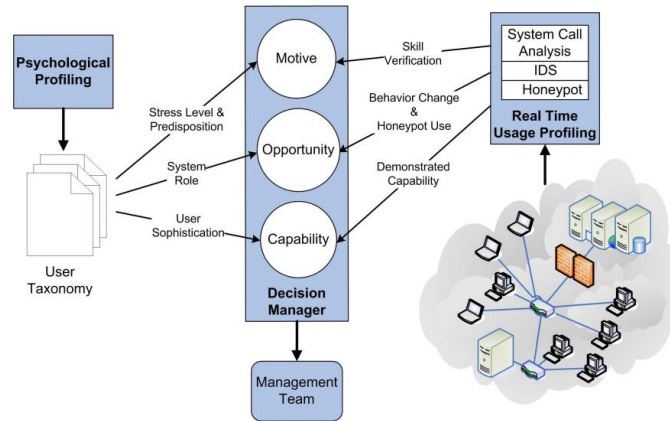 Psychological
Profiling
Stress Level &
Predisposition
System
Role
User
Sophistication
User
Taxonomy
Motive
Opportunity
Capability
Decision
Manager
Management
Team
Skill
Verification
Behavior Change
&
Honeypot Use
Demonstrated
Capability
System Call
Analysis
IDS
Honeypot
Real Time
Usage Profiling